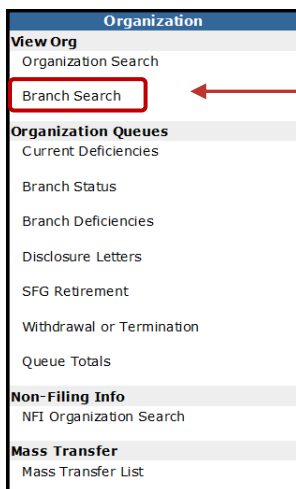 Organization
View Org
Organization Search
Branch Search
Organization Queues
Current Deficiencies
Branch Status
Branch Deficiencies
Disclosure Letters
SFG Retirement
Withdrawal or Termination
Queue Totals
Non-Filing Info
NFI Organization Search
Mass Transfer
Mass Transfer List